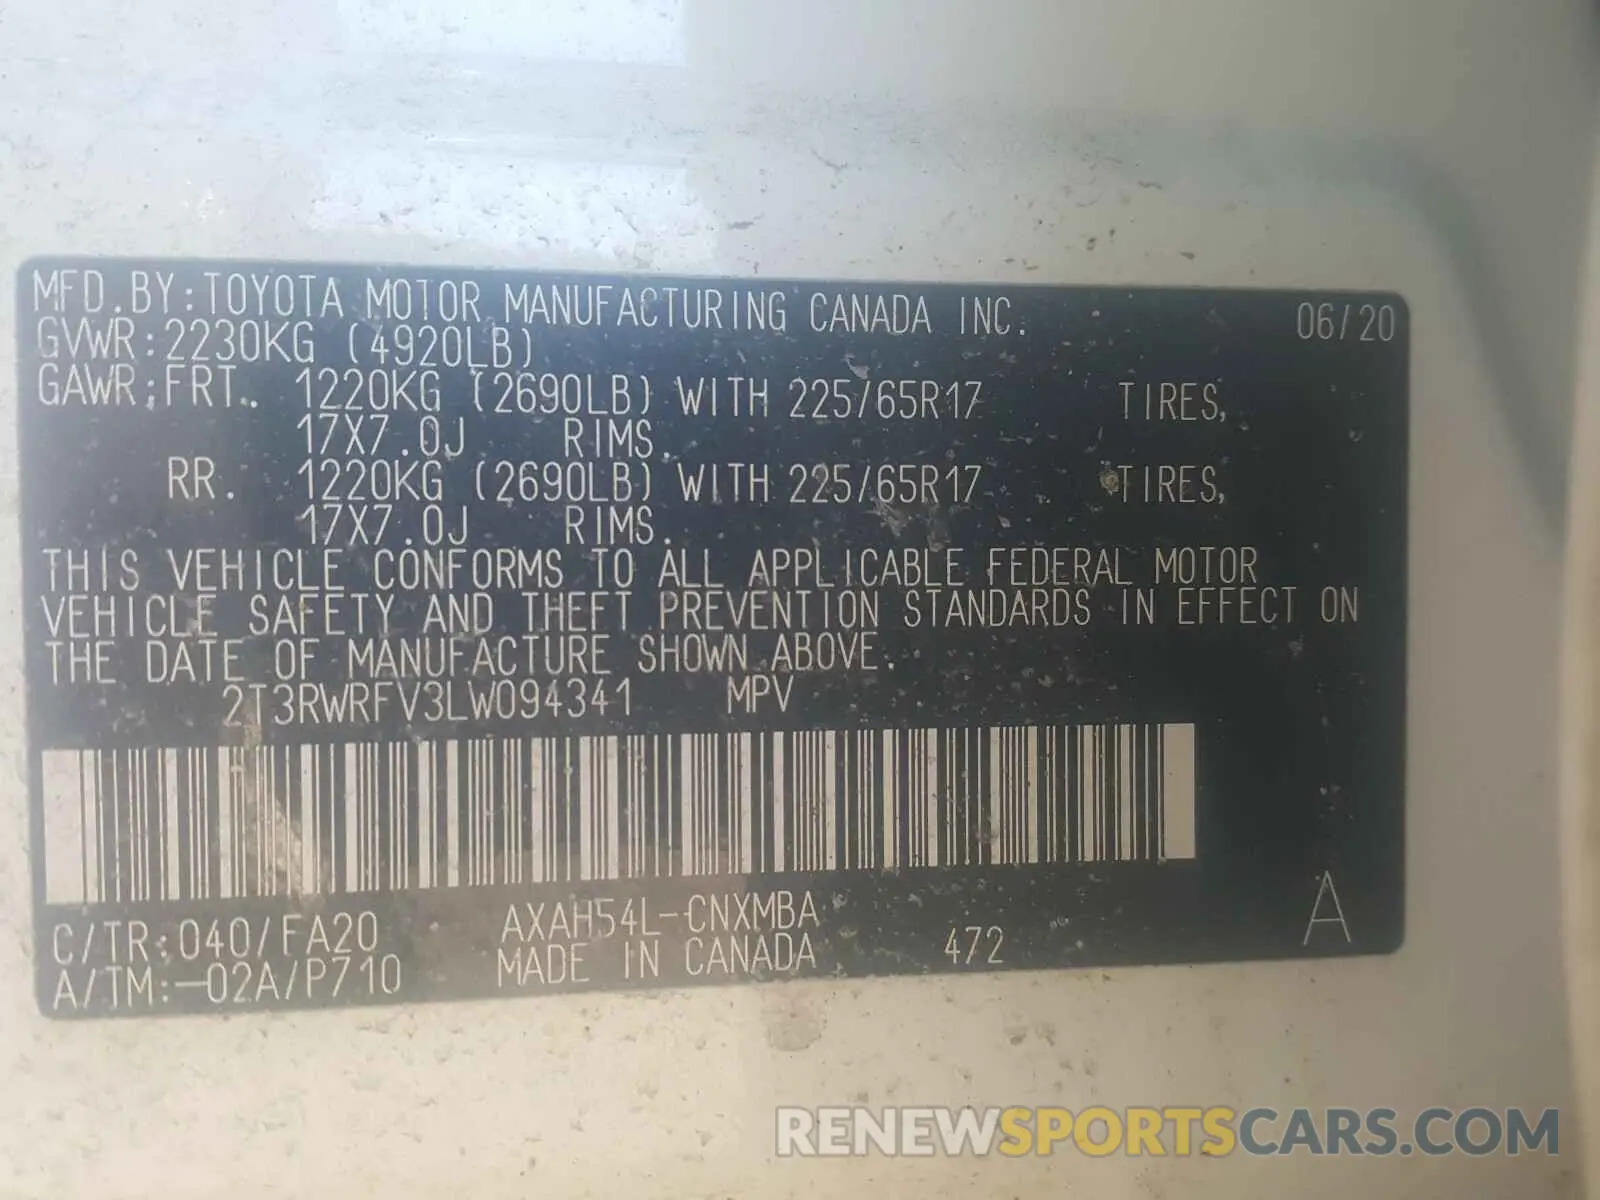 MFD.BY:TOYOTA MOTOR MANUFACTURING CANADA INC. 06/20
GVWR:2230KG (4920LB)
GAWR:FRT. 1220KG (2690LB) WITH 225/65R17 TIRES,
17X7.0J RIMS.
RR. 1220KG (2690LB) WITH 225/65R17 TIRES,
17X7.0J RIMS.
THIS VEHICLE CONFORMS TO ALL APPLICABLE FEDERAL MOTOR
VEHICLE SAFETY AND THEFT PREVENTION STANDARDS IN EFFECT ON
THE DATE OF MANUFACTURE SHOWN ABOVE.
2T3RWRFV3LW094341 MPV
C/TR:040/FA20 AXAH54L-CNXMBA A
A/TM:-02A/P710 MADE IN CANADA 472
RENEWSPORTSCARS.COM